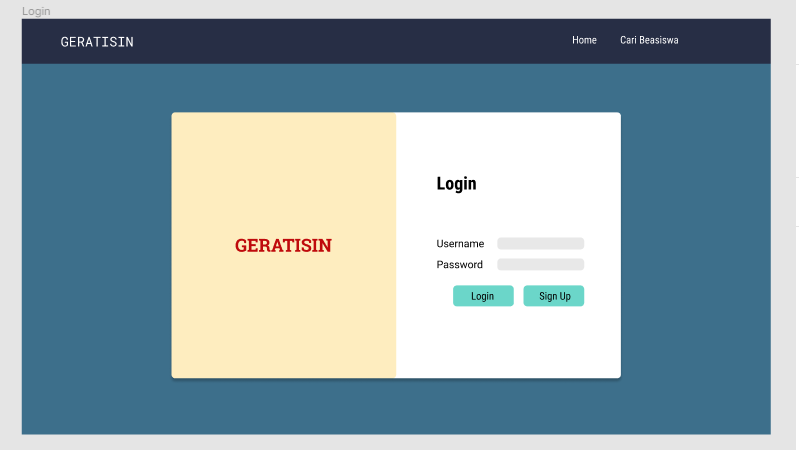 Login
GERATISIN
Home Cari Beasiswa
GERATISIN
Login
Username
Password
Login Sign Up